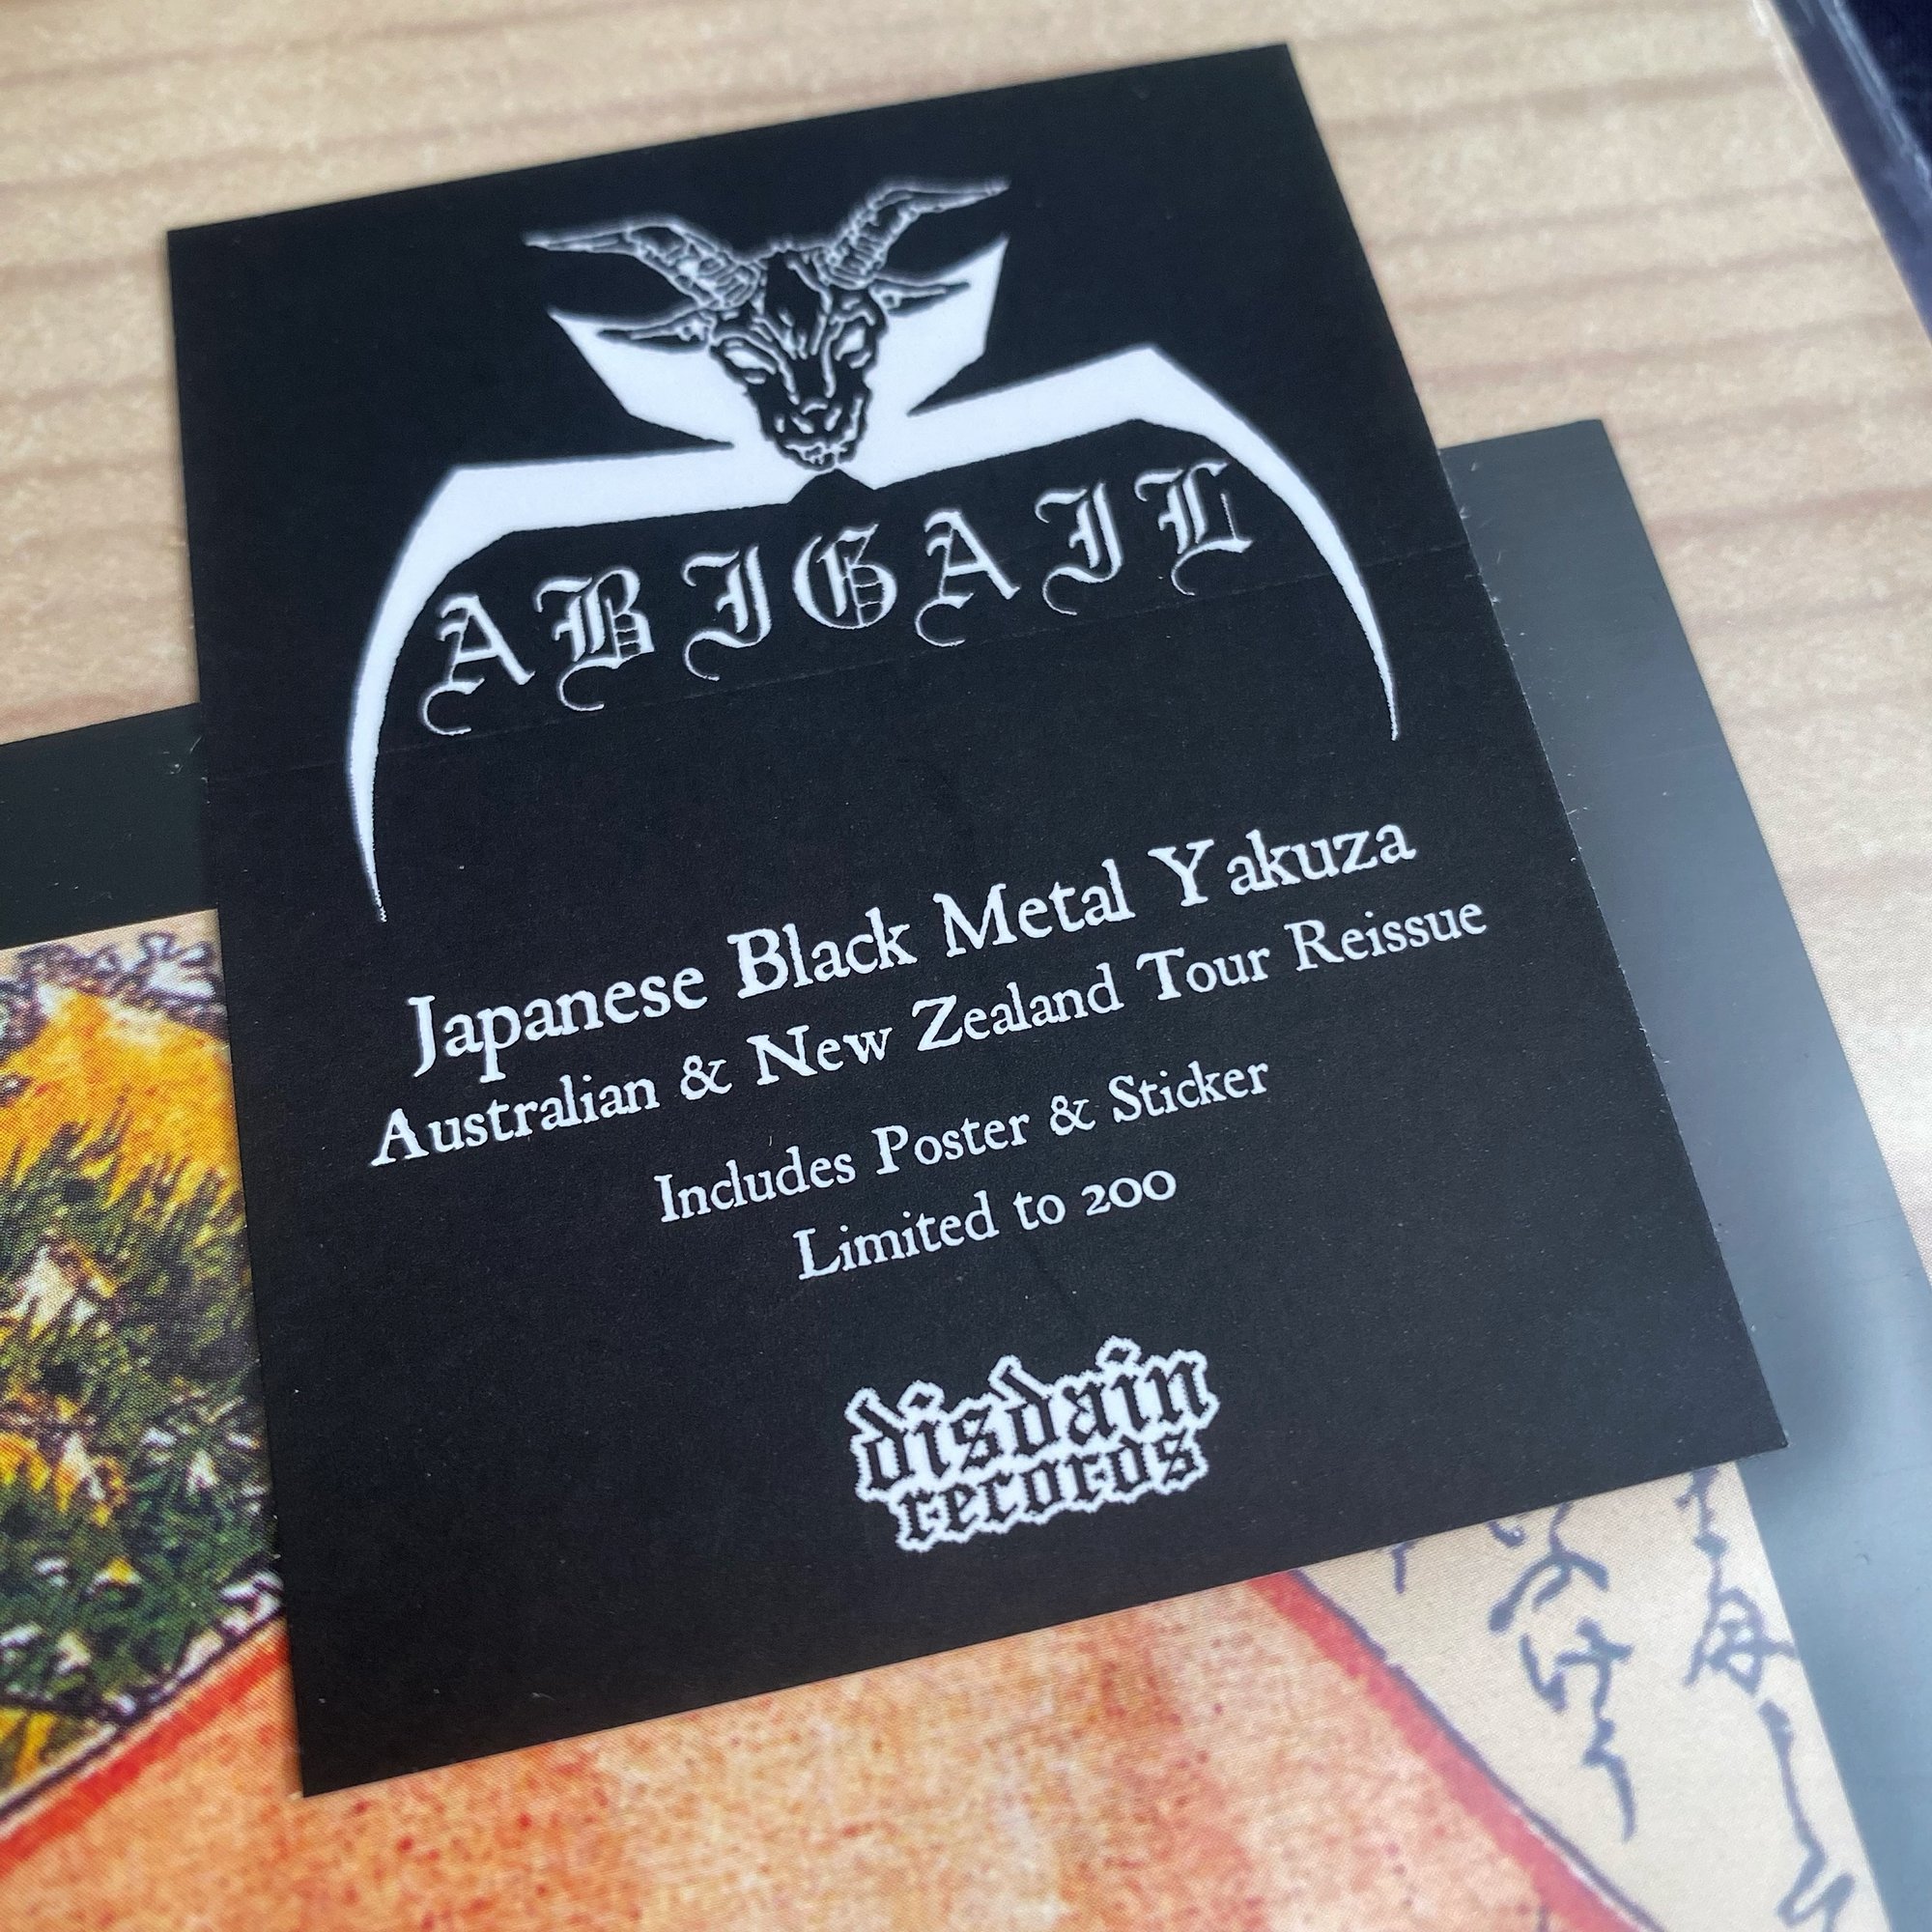 ABIGAIL
Japanese Black Metal Yakuza
Australian & New Zealand Tour Reissue
Includes Poster & Sticker
Limited to 200
disdain
records